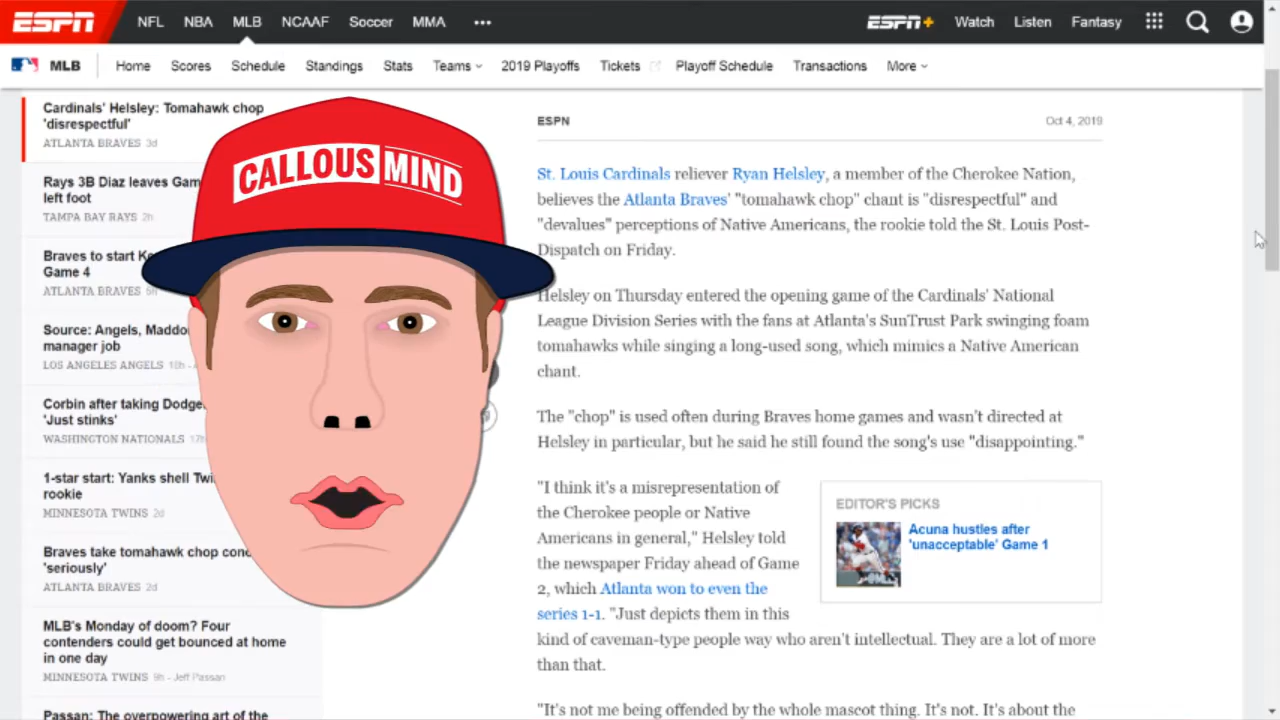 ESPN NFL NBA MLB NCAAF Soccer MMA ••• ESPN+ Watch Listen Fantasy
MLB Home Scores Schedule Standings Stats Teams 2019 Playoffs Tickets Playoff Schedule Transactions More
Cardinals' Helsley: Tomahawk chop
'disrespectful'
ATLANTA BRAVES 3d
Rays 3B Diaz leaves Gam
left foot
TAMPA BAY RAYS 2h
Braves to start Ke
Game 4
ATLANTA BRAVES 5h
Source: Angels, Maddo
manager job
LOS ANGELES ANGELS 18h
Corbin after taking Dodge
'Just stinks'
WASHINGTON NATIONALS 17h
1-star start: Yanks shell Twi
rookie
MINNESOTA TWINS 2d
Braves take tomahawk chop conc
'seriously'
ATLANTA BRAVES 2d
MLB's Monday of doom? Four
contenders could get bounced at home
in one day
MINNESOTA TWINS 9h - Jeff Passan
Passan: The overpowering art of the
CALLOUS MIND
ESPN Oct 4, 2019
St. Louis Cardinals reliever Ryan Helsley, a member of the Cherokee Nation,
believes the Atlanta Braves' "tomahawk chop" chant is "disrespectful" and
"devalues" perceptions of Native Americans, the rookie told the St. Louis Post-
Dispatch on Friday.
Helsley on Thursday entered the opening game of the Cardinals' National
League Division Series with the fans at Atlanta's SunTrust Park swinging foam
tomahawks while singing a long-used song, which mimics a Native American
chant.
The "chop" is used often during Braves home games and wasn't directed at
Helsley in particular, but he said he still found the song's use "disappointing."
"I think it's a misrepresentation of
the Cherokee people or Native
Americans in general," Helsley told
the newspaper Friday ahead of Game
2, which Atlanta won to even the
series 1-1. "Just depicts them in this
kind of caveman-type people way who aren't intellectual. They are a lot of more
than that.
"It's not me being offended by the whole mascot thing. It's not. It's about the
EDITOR'S PICKS
Acuna hustles after
'unacceptable' Game 1